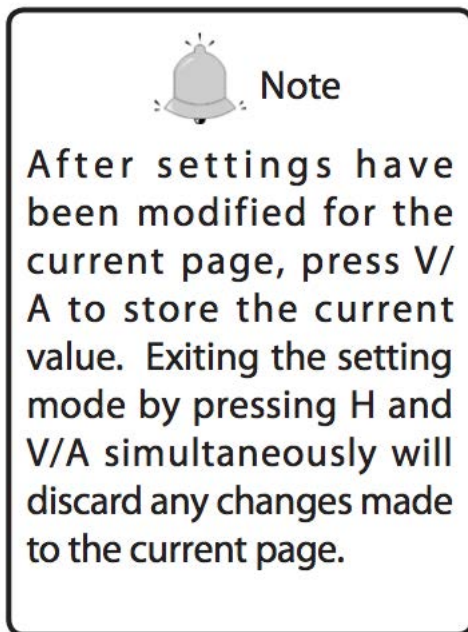 Note
After settings have
been modified for the
current page, press V/
A to store the current
value. Exiting the setting
mode by pressing H and
V/A simultaneously will
discard any changes made
to the current page.